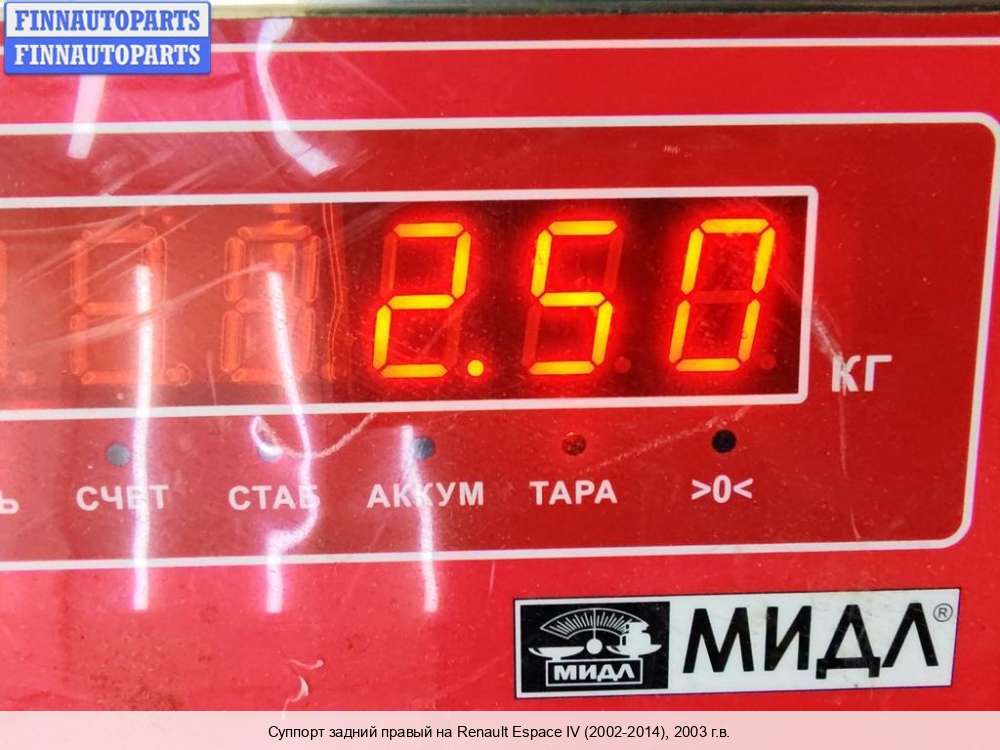 FINNAUTOPARTS
FINNAUTOPARTS
2.50
КГ
СЧЕТ СТАБ АККУМ ТАРА >0<
МИДЛ МИДЛ®
Суппорт задний правый на Renault Espace IV (2002-2014), 2003 г.в.